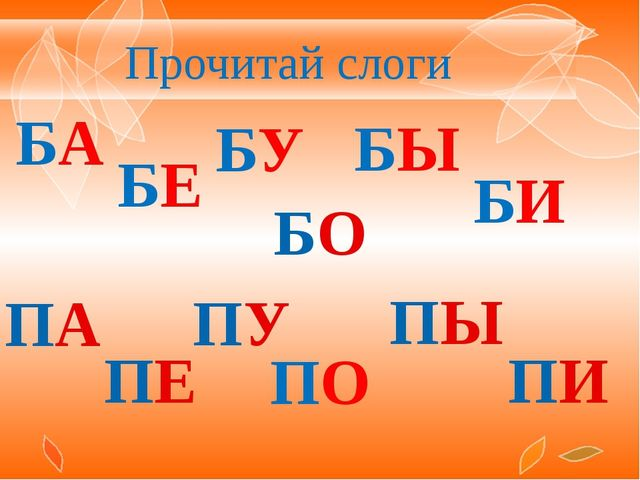 Прочитай слоги
БА БУ БЫ
БЕ БИ
БО
ПА ПУ ПЫ
ПЕ ПО ПИ